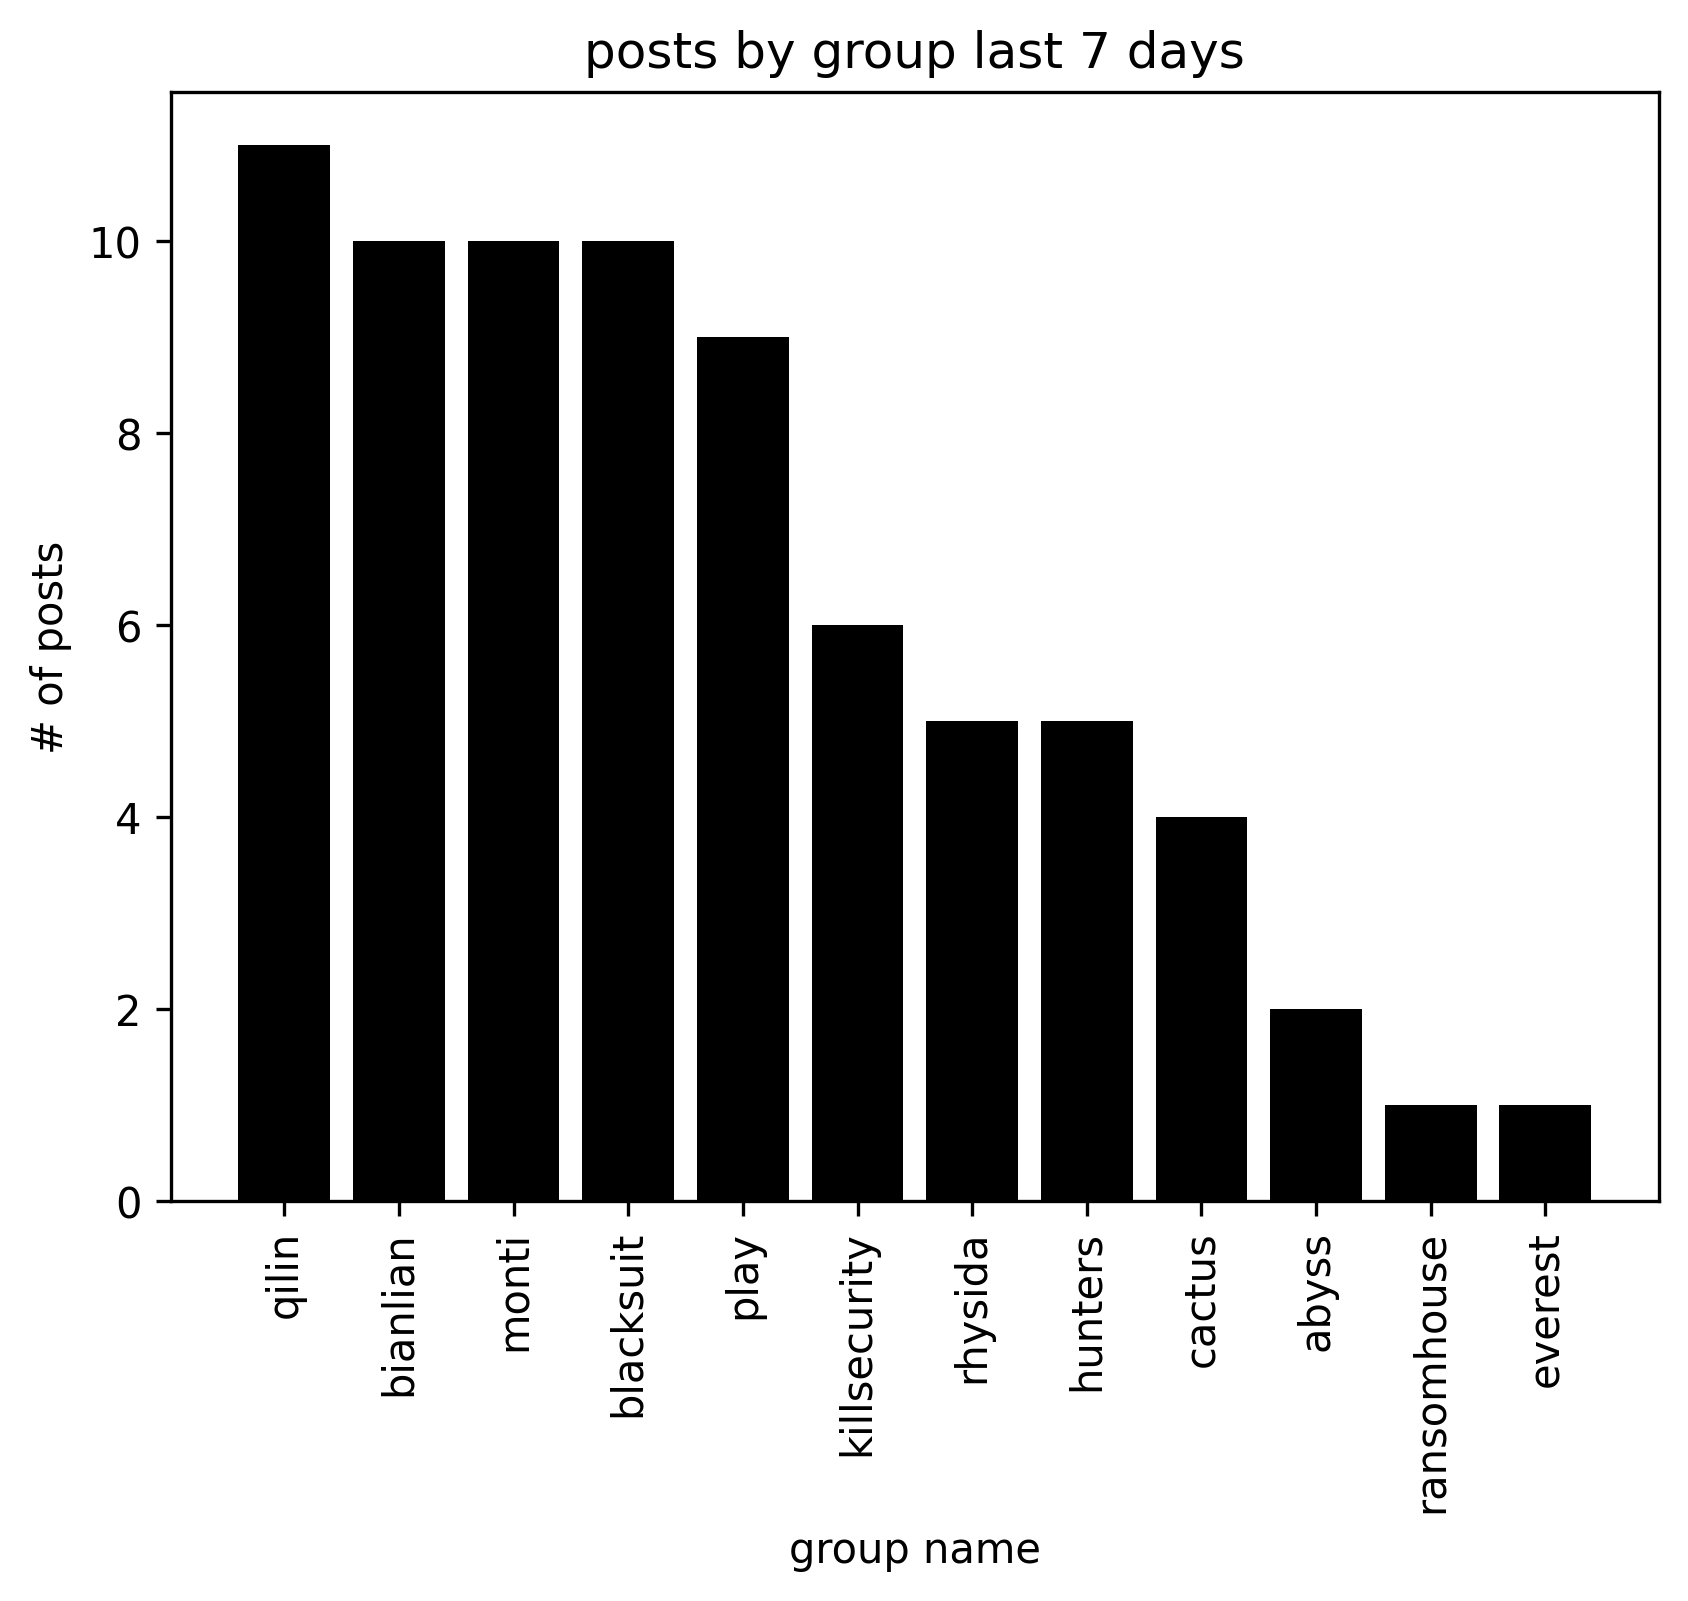 posts by group last 7 days
# of posts
10
8
6
4
2
0
qilin
bianlian
monti
blacksuit
play
killsecurity
rhysida
hunters
cactus
abyss
ransomhouse
everest
group name